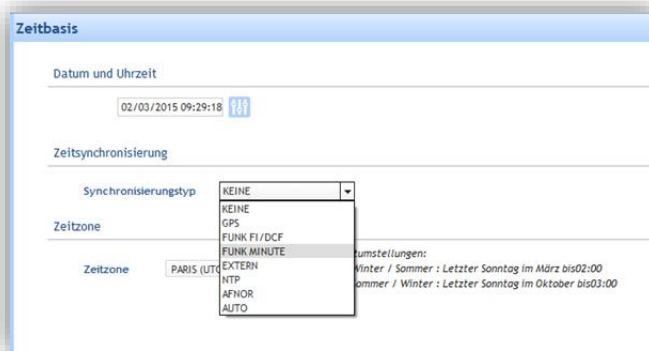 Zeitbasis
Datum und Uhrzeit
02/03/2015 09:29:18
Zeitsynchronisierung
Synchronisierungstyp KEINE
KEINE
GPS
FUNK FI/DCF
FUNK MINUTE
EXTERN
NTP
AFNOR
AUTO
Zeitzone
Zeitzone PARIS (UTC
Winter / Sommer : Letzter Sonntag im März bis02:00
Sommer / Winter : Letzter Sonntag im Oktober bis03:00